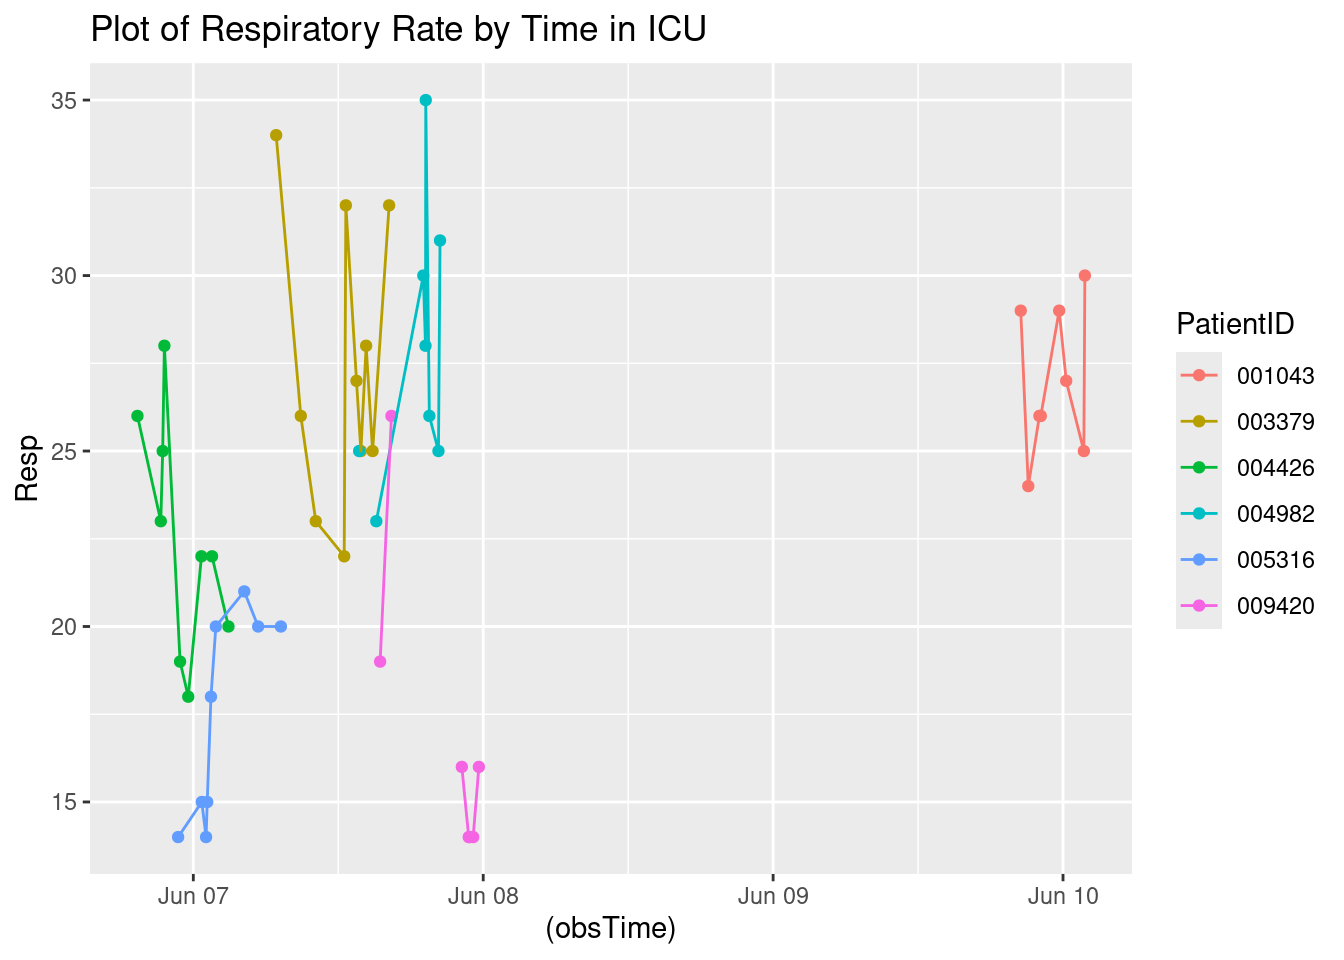 Plot of Respiratory Rate by Time in ICU
35
30
25
20
15
Resp
Jun 07 Jun 08 Jun 09 Jun 10
(obsTime)
PatientID
001043
003379
004426
004982
005316
009420